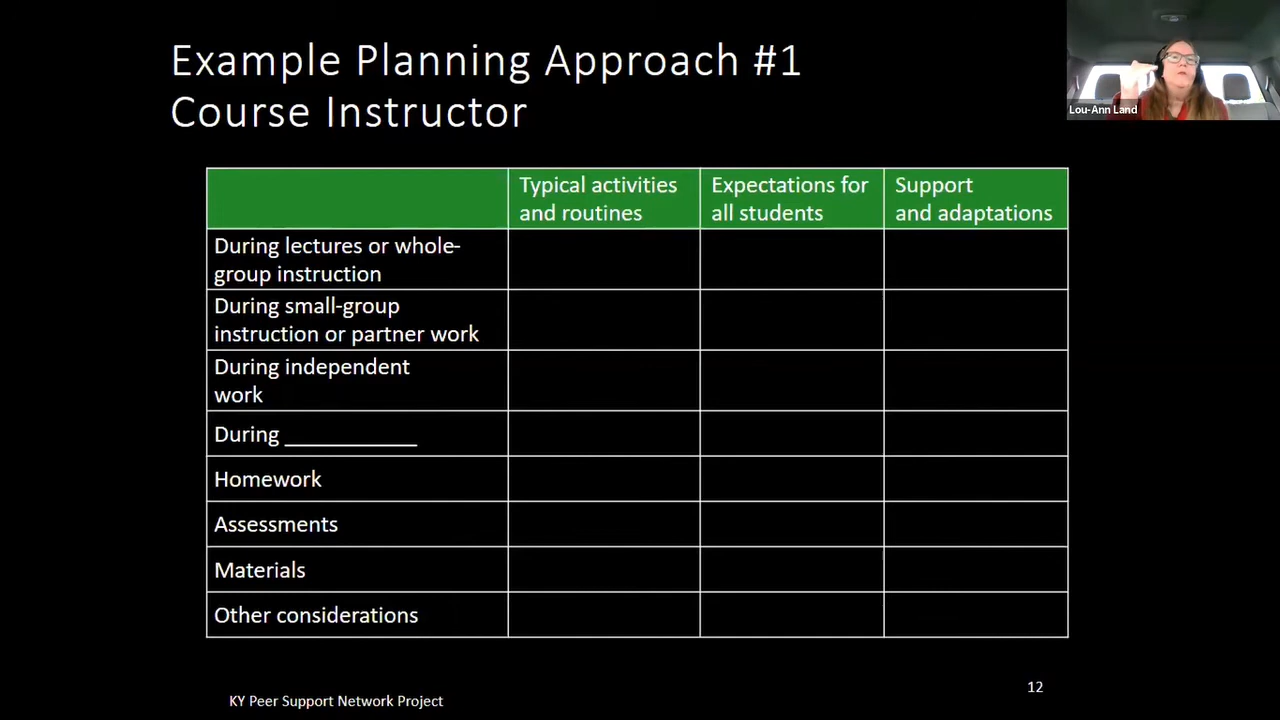 Example Planning Approach #1
Course Instructor
Lou-Ann Land
Typical activities
and routines
Expectations for
all students
Support
and adaptations
During lectures or whole-
group instruction
During small-group
instruction or partner work
During independent
work
During ____________
Homework
Assessments
Materials
Other considerations
KY Peer Support Network Project
12